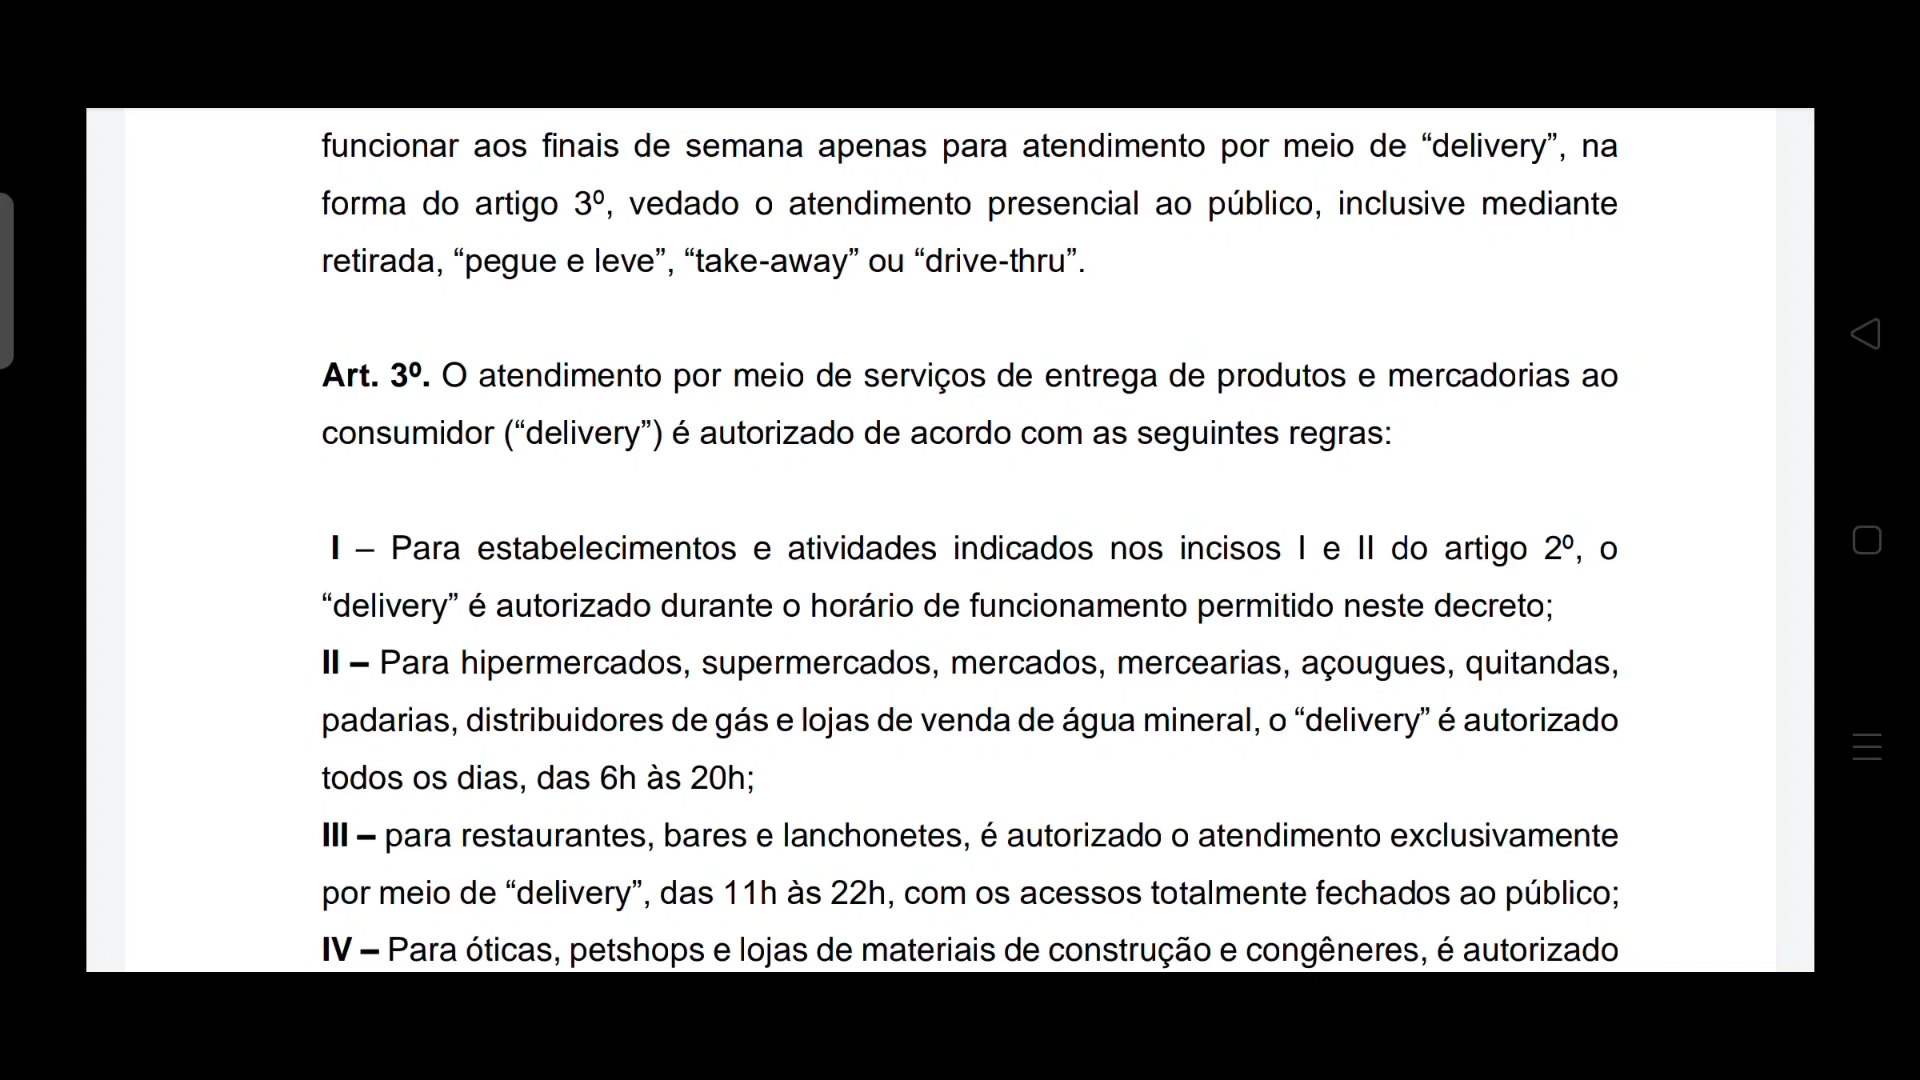 funcionar aos finais de semana apenas para atendimento por meio de “delivery”, na
forma do artigo 3º, vedado o atendimento presencial ao público, inclusive mediante
retirada, “pegue e leve”, “take-away” ou “drive-thru”.
Art. 3º. O atendimento por meio de serviços de entrega de produtos e mercadorias ao
consumidor (“delivery”) é autorizado de acordo com as seguintes regras:
I – Para estabelecimentos e atividades indicados nos incisos I e II do artigo 2º, o
“delivery” é autorizado durante o horário de funcionamento permitido neste decreto;
II – Para hipermercados, supermercados, mercados, mercearias, açougues, quitandas,
padarias, distribuidores de gás e lojas de venda de água mineral, o “delivery” é autorizado
todos os dias, das 6h às 20h;
III – para restaurantes, bares e lanchonetes, é autorizado o atendimento exclusivamente
por meio de “delivery”, das 11h às 22h, com os acessos totalmente fechados ao público;
IV – Para óticas, petshops e lojas de materiais de construção e congêneres, é autorizado